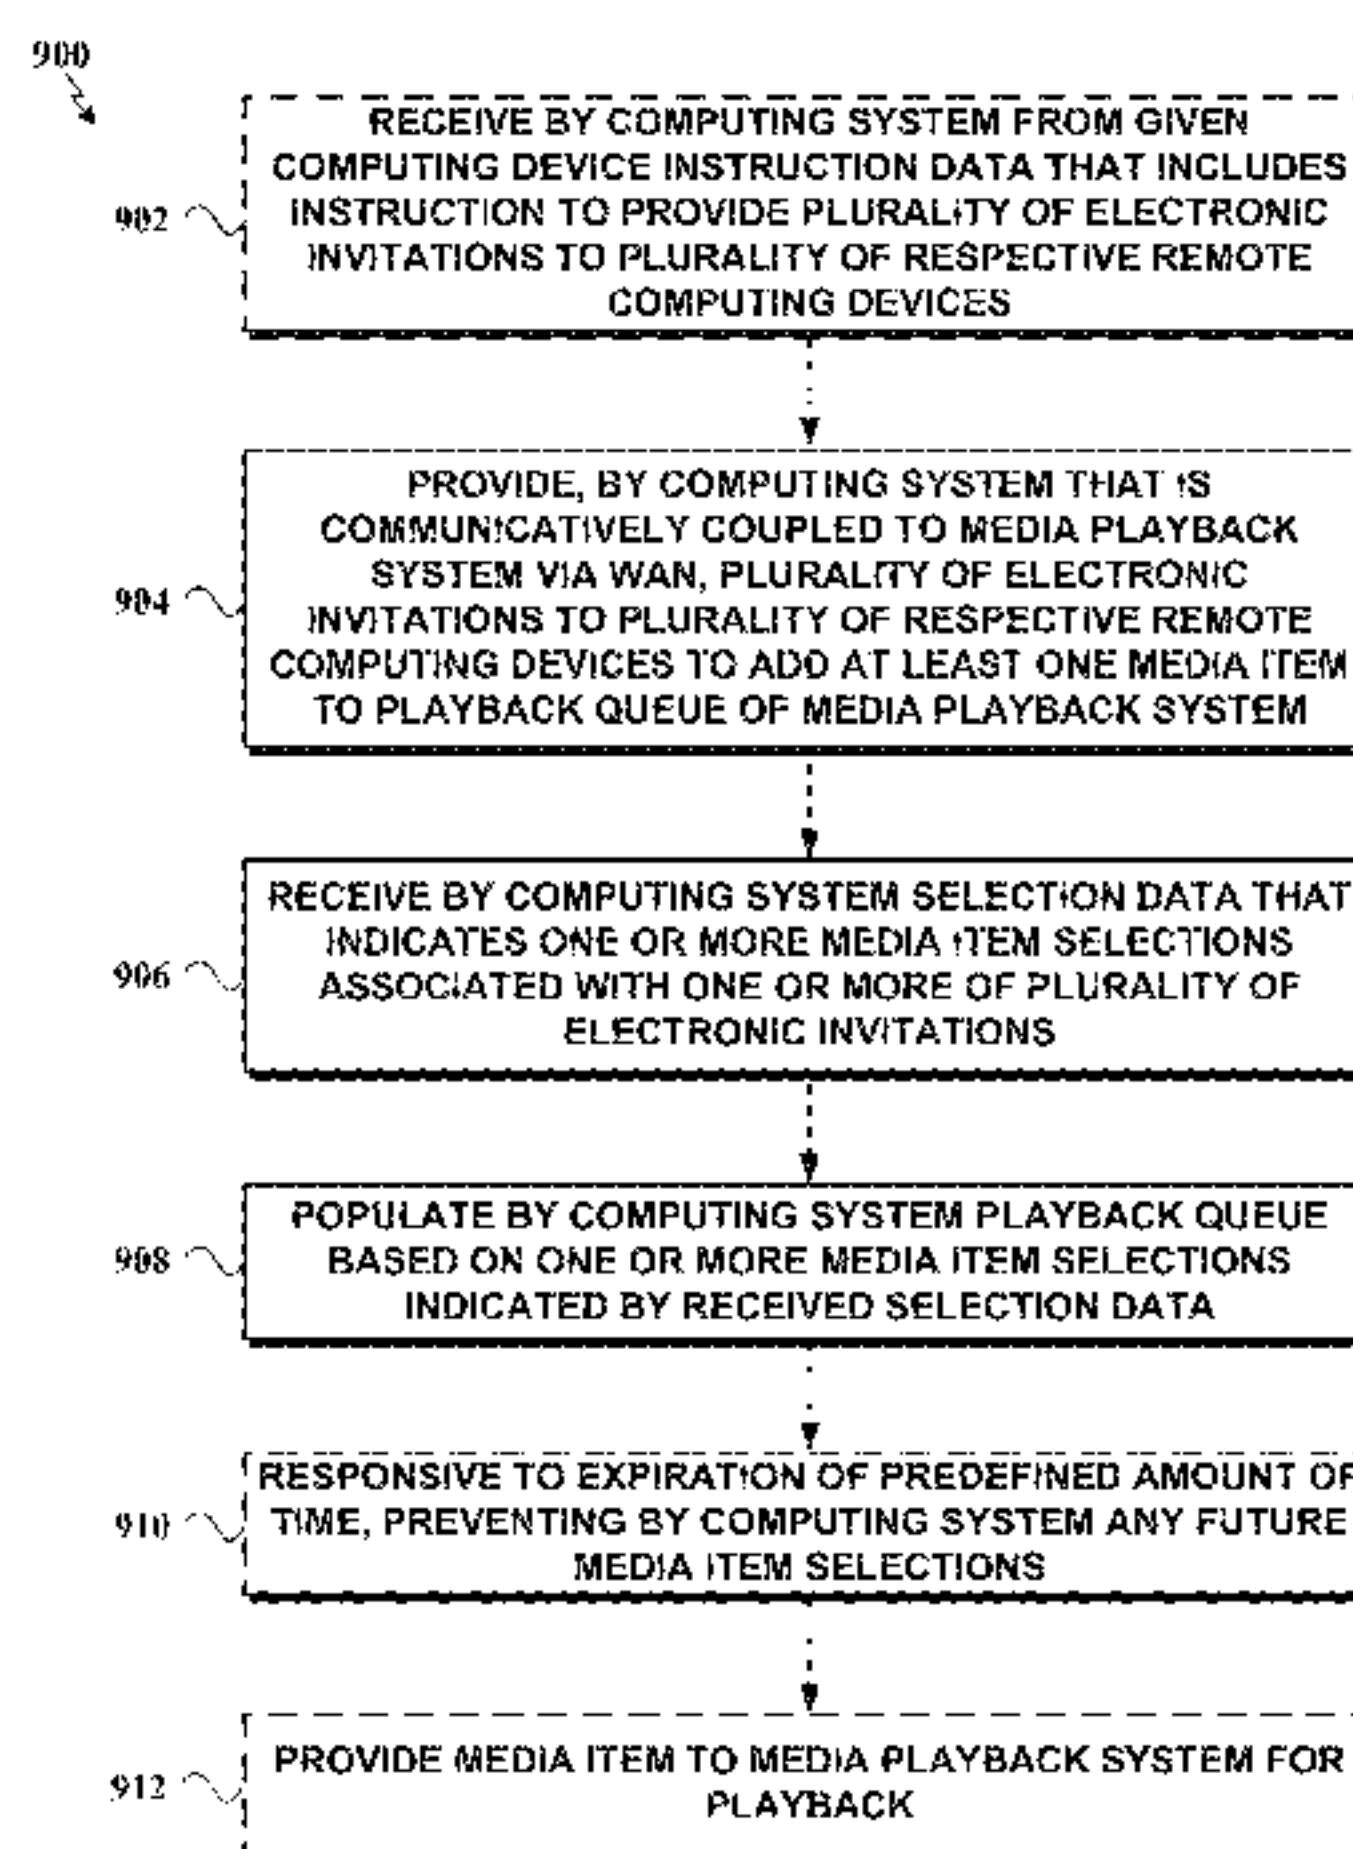 900
RECEIVE BY COMPUTING SYSTEM FROM GIVEN
COMPUTING DEVICE INSTRUCTION DATA THAT INCLUDES
902
INSTRUCTION TO PROVIDE PLURALITY OF ELECTRONIC
INVITATIONS TO PLURALITY OF RESPECTIVE REMOTE
COMPUTING DEVICES
PROVIDE, BY COMPUTING SYSTEM THAT IS
COMMUNICATIVELY COUPLED TO MEDIA PLAYBACK
SYSTEM VIA WAN, PLURALITY OF ELECTRONIC
904
INVITATIONS TO PLURALITY OF RESPECTIVE REMOTE
COMPUTING DEVICES TO ADD AT LEAST ONE MEDIA ITEM
TO PLAYBACK QUEUE OF MEDIA PLAYBACK SYSTEM
RECEIVE BY COMPUTING SYSTEM SELECTION DATA THAT
INDICATES ONE OR MORE MEDIA ITEM SELECTIONS
906
ASSOCIATED WITH ONE OR MORE OF PLURALITY OF
ELECTRONIC INVITATIONS
POPULATE BY COMPUTING SYSTEM PLAYBACK QUEUE
908
BASED ON ONE OR MORE MEDIA ITEM SELECTIONS
INDICATED BY RECEIVED SELECTION DATA
RESPONSIVE TO EXPIRATION OF PREDEFINED AMOUNT OF
910
TIME, PREVENTING BY COMPUTING SYSTEM ANY FUTURE
MEDIA ITEM SELECTIONS
912
PROVIDE MEDIA ITEM TO MEDIA PLAYBACK SYSTEM FOR
PLAYBACK